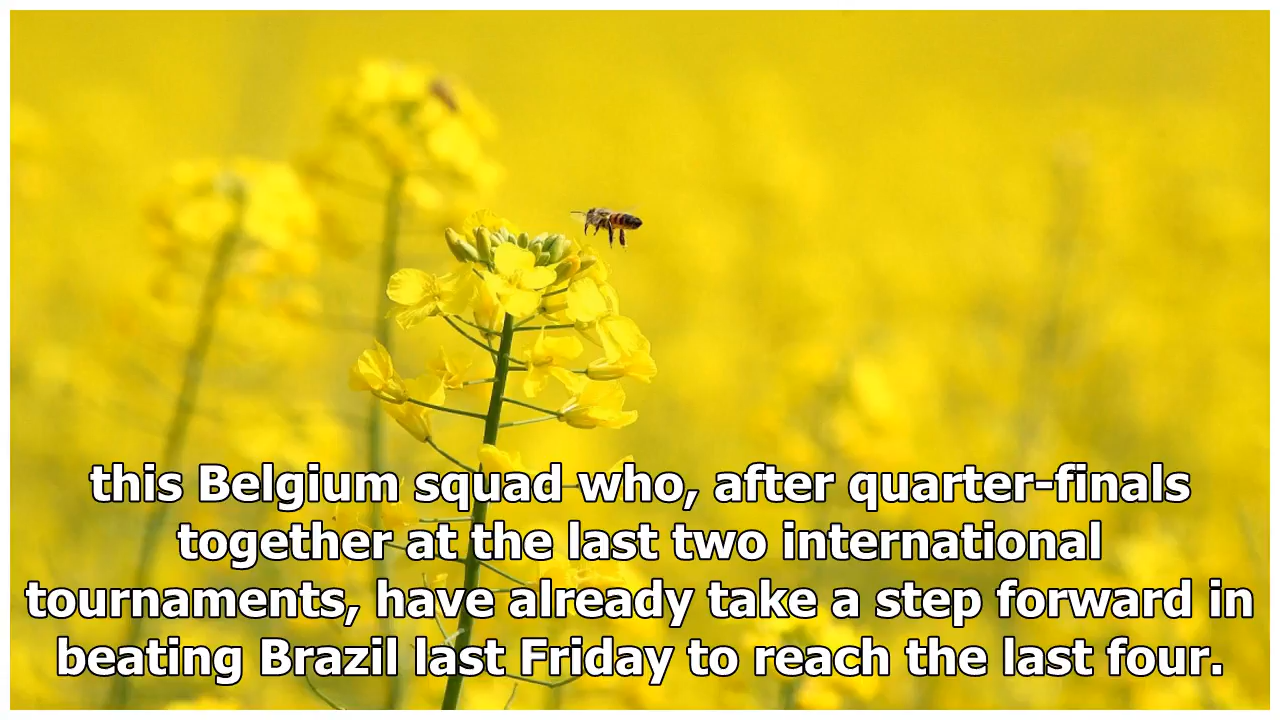 this Belgium squad who, after quarter-finals
together at the last two international
tournaments, have already take a step forward in
beating Brazil last Friday to reach the last four.